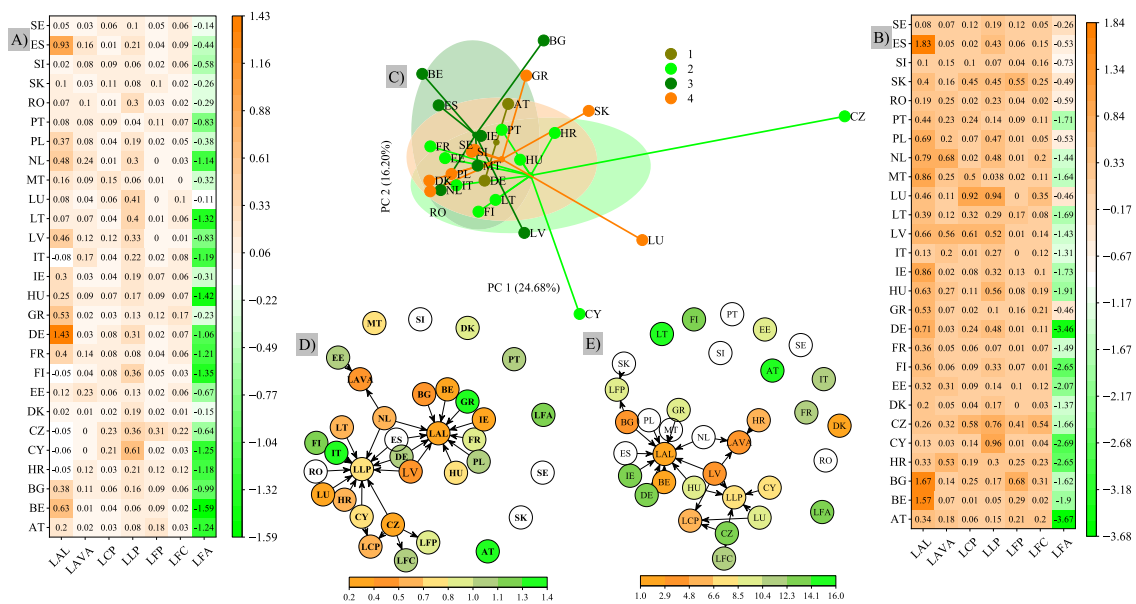 A)
SE 0.05 0.03 0.06 0.1 0.05 0.06 -0.14
ES 0.93 0.16 0.01 0.21 0.04 0.09 -0.44
SI 0.02 0.08 0.09 0.06 0.06 0.06 -0.58
SK 0.1 0.03 0.11 0.08 0.1 0.1 -0.26
RO 0.07 0.1 0.01 0.3 0.03 0.03 -0.29
PT 0.08 0.08 0.09 0.04 0.11 0.07 -0.83
PL 0.37 0.08 0.04 0.19 0.02 0.05 -0.38
NL 0.48 0.24 0.01 0.3 0 0.03 -1.14
MT 0.16 0.09 0.15 0.06 0 0 -0.32
LU 0.08 0.04 0.06 0.41 0 0.1 -0.11
LT 0.07 0.07 0.04 0.4 0.01 0.06 -1.32
LV 0.46 0.12 0.12 0.33 0 0.01 -0.83
IT -0.08 0.17 0.04 0.22 0.02 0.08 -1.19
IE 0.3 0.03 0.04 0.19 0.07 0.06 -0.31
HU 0.25 0.09 0.07 0.17 0.09 0.07 -1.42
GR 0.53 0.02 0.03 0.13 0.12 0.17 -0.23
DE 1.43 0.03 0.08 0.31 0.02 0.07 -1.06
FR 0.4 0.14 0.08 0.08 0.04 0.06 -1.21
FI -0.05 0.04 0.08 0.36 0.05 0.03 -1.35
EE 0.12 0.23 0.01 0.06 0.03 0.06 -0.67
DK 0.02 0.01 0.02 0.19 0.02 0.01 -0.15
CZ -0.05 0 0.23 0.36 0.31 0.22 -0.64
CY -0.06 0 0.21 0.61 0.02 0.03 -1.25
HR -0.05 0.12 0.03 0.21 0.12 0.12 -1.18
BG 0.38 0.11 0.06 0.16 0.09 0.03 -0.99
BE 0.63 0.01 0.04 0.06 0.09 0.02 -1.59
AT 0.2 0.02 0.03 0.08 0.18 0.03 -1.24
LAL LAVA LCP LLP LFP LFC LFA
1.43
1.26
1.08
0.88
0.61
0.33
0.06
-0.22
-0.49
-0.77
-1.04
-1.32
-1.59
C)
1
2
3
4
BG
BE
GR
ES
AT
SK
CZ
PT
HR
IE
SE
SI
FR
EE
HU
MT
PL
DK
IT
DE
NL
LT
RO
FI
LV
LU
CY
PC 2 (16.20%)
PC 1 (24.68%)
B)
SE 0.08 0.07 0.12 0.19 0.12 0.05 -0.26
ES 1.83 0.05 0.02 0.43 0.06 0.15 -0.53
SI 0.1 0.15 0.09 0.1 0.04 0.09 -0.73
SK 0.4 0.16 0.45 0.45 0.55 0.25 -0.49
RO 0.19 0.25 0.02 0.23 0.04 0.04 -0.59
PT 0.44 0.23 0.24 0.14 0.09 0.11 -1.71
PL 0.69 0.2 0.07 0.47 0.01 0.05 -0.53
NL 0.79 0.68 0.02 0.48 0.01 0.2 -1.44
MT 0.86 0.25 0.5 0.038 0.02 0.11 -1.64
LU 0.46 0.11 0.92 0.94 0 0.35 -0.46
LT 0.39 0.12 0.32 0.29 0.17 0.08 -1.69
LV 0.66 0.56 0.61 0.52 0.01 0.04 -1.43
IT 0.13 0.2 0.01 0.27 0 0.1 -1.31
IE 0.86 0.02 0.08 0.32 0.13 0.1 -1.73
HU 0.63 0.27 0.11 0.56 0.08 0.19 -1.91
GR 0.53 0.07 0.02 0.1 0.16 0.21 -0.86
DE 0.71 0.03 0.24 0.48 0.01 0.11 -3.46
FR 0.36 0.05 0.06 0.07 0.07 0.07 -1.49
FI 0.36 0.06 0.09 0.33 0.07 0.01 -2.65
EE 0.32 0.31 0.09 0.14 0.1 0.12 -2.07
DK 0.2 0.05 0.04 0.17 0 0.04 -0.37
CZ 0.26 0.32 0.58 0.76 0.41 0.54 -1.66
CY 0.13 0.03 0.14 0.96 0.02 0.01 -2.69
HR 0.33 0.53 0.19 0.3 0.25 0.23 -2.65
BG 1.67 0.14 0.06 0.17 0.68 0.31 -1.62
BE 1.57 0.07 0.01 0.05 0.29 0.02 -1.9
AT 0.34 0.18 0.06 0.15 0.21 0.2 -3.67
LAL LAVA LCP LLP LFP LFC LFA
1.84
1.34
0.84
0.34
-0.17
-0.67
-1.17
-1.67
-2.17
-2.68
-3.18
-3.68
D)
MT
SI
DK
EE
LAVA
PT
BG
BE
GR
LFA
NL
LT
IE
LAL
ES
FI
IT
DE
FR
PL
RO
LLP
LV
HU
SE
LU
HR
CY
CZ
SK
LCP
LFC
LFP
AT
0.2 0.4 0.5 0.7 0.8 1.0 1.1 1.3 1.4
E)
LT
FI
PT
EE
SE
SI
SK
LFP
AT
IT
BG
PL
GR
MT
HR
FR
DK
NL
LAVA
ES
LAL
IE
DE
BE
LV
RO
HU
LLP
CY
LCP
LU
LFA
CZ
LFC
1.0 2.9 4.8 6.6 8.5 10.4 12.3 14.1 16.0